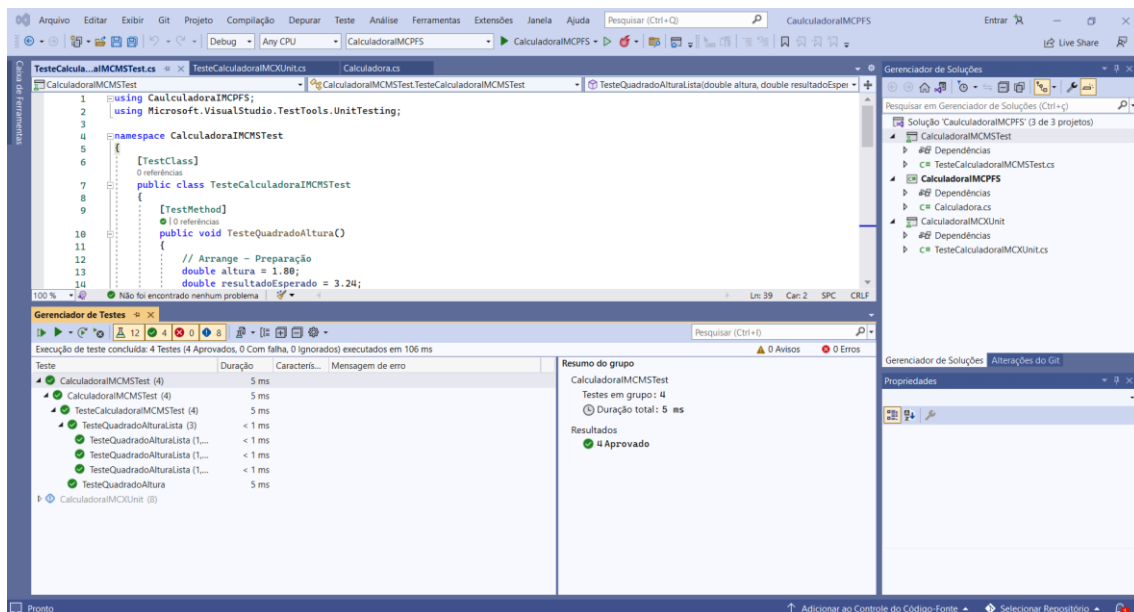 Arquivo Editar Exibir Git Projeto Compilação Depurar Teste Análise Ferramentas Extensões Janela Ajuda Pesquisar (Ctrl+Q) CaulculadoraIMCPFS Entrar
Debug Any CPU CalculadoraIMCPFS CalculadoraIMCPFS Live Share
Caixa de Ferramentas
TesteCalcula...aIMCMSTest.cs TesteCalculadoraIMCXUnit.cs Calculadora.cs
CalculadoraIMCMSTest CalculadoraIMCMSTest.TesteCalculadoraIMCMSTest TesteQuadradoAlturaLista(double altura, double resultadoEsper
1 using CaulculadoraIMCPFS;
2 using Microsoft.VisualStudio.TestTools.UnitTesting;
3
4 namespace CalculadoraIMCMSTest
5 {
6 [TestClass]
0 referências
7 public class TesteCalculadoraIMCMSTest
8 {
9 [TestMethod]
0 referências
10 public void TesteQuadradoAltura()
11 {
12 // Arrange - Preparação
13 double altura = 1.80;
14 double resultadoEsperado = 3.24;
100 % Não foi encontrado nenhum problema Ln: 39 Car: 2 SPC CRLF
Gerenciador de Testes
12 4 0 8 Pesquisar (Ctrl+I)
Execução de teste concluída: 4 Testes (4 Aprovados, 0 Com falha, 0 Ignorados) executados em 106 ms 0 Avisos 0 Erros
Teste Duração Caracterís... Mensagem de erro
CalculadoraIMCMSTest (4) 5 ms
CalculadoraIMCMSTest (4) 5 ms
TesteCalculadoraIMCMSTest (4) 5 ms
TesteQuadradoAlturaLista (3) < 1 ms
TesteQuadradoAlturaLista (1,... < 1 ms
TesteQuadradoAlturaLista (1,... < 1 ms
TesteQuadradoAlturaLista (1,... < 1 ms
TesteQuadradoAltura 5 ms
CalculadoraIMCXUnit (8)
Resumo do grupo
CalculadoraIMCMSTest
Testes em grupo: 4
Duração total: 5 ms
Resultados
4 Aprovado
Gerenciador de Soluções
Pesquisar em Gerenciador de Soluções (Ctrl+ç)
Solução 'CaulculadoraIMCPFS' (3 de 3 projetos)
CalculadoraIMCMSTest
Dependências
C# TesteCalculadoraIMCMSTest.cs
C# CalculadoraIMCPFS
Dependências
C# Calculadora.cs
CalculadoraIMCXUnit
Dependências
C# TesteCalculadoraIMCXUnit.cs
Gerenciador de Soluções Alterações do Git
Propriedades
Pronto Adicionar ao Controle do Código-Fonte Selecionar Repositório